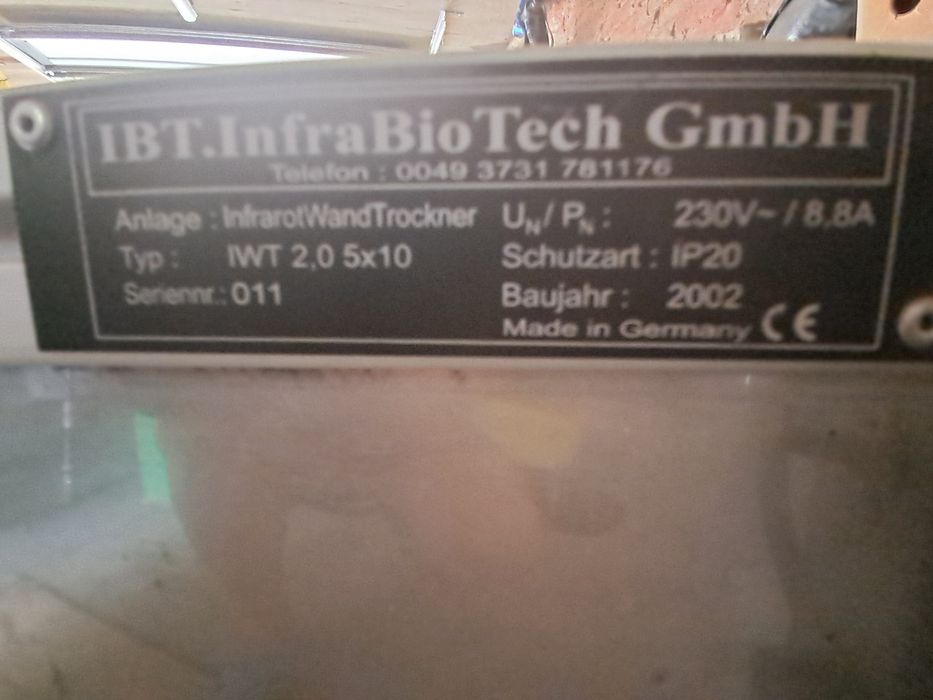 IBT.InfraBioTech GmbH
Telefon : 0049 3731 781176
Anlage : InfrarotWandTrockner U_N / P_N : 230V~ / 8,8A
Typ : IWT 2,0 5x10 Schutzart : IP20
Seriennr.: 011 Baujahr : 2002
Made in Germany CE